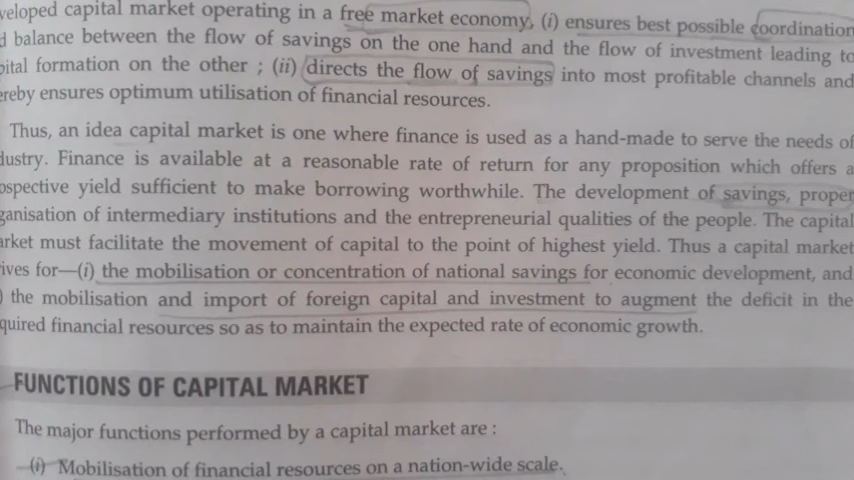 veloped capital market operating in a free market economy, (i) ensures best possible coordination
d balance between the flow of savings on the one hand and the flow of investment leading to
pital formation on the other ; (ii) directs the flow of savings into most profitable channels and
ereby ensures optimum utilisation of financial resources.
Thus, an idea capital market is one where finance is used as a hand-made to serve the needs of
dustry. Finance is available at a reasonable rate of return for any proposition which offers a
ospective yield sufficient to make borrowing worthwhile. The development of savings, proper
ganisation of intermediary institutions and the entrepreneurial qualities of the people. The capital
arket must facilitate the movement of capital to the point of highest yield. Thus a capital market
ives for—(i) the mobilisation or concentration of national savings for economic development, and
) the mobilisation and import of foreign capital and investment to augment the deficit in the
quired financial resources so as to maintain the expected rate of economic growth.
FUNCTIONS OF CAPITAL MARKET
The major functions performed by a capital market are :
(i) Mobilisation of financial resources on a nation-wide scale.